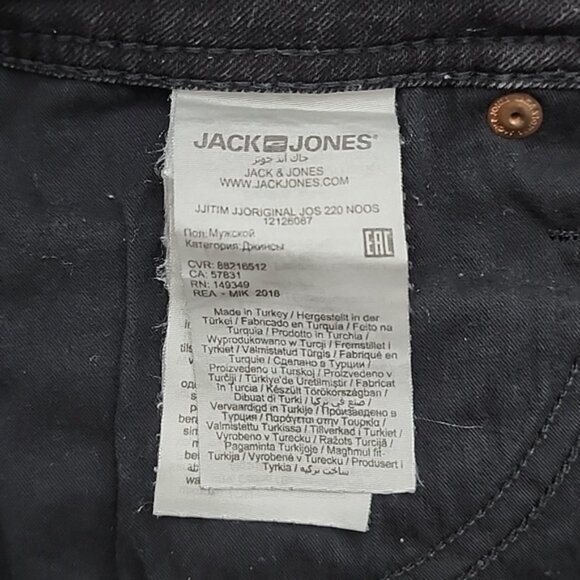 JACK JONES®
جاك اند جونز
JACK & JONES
WWW.JACKJONES.COM
JJITIM JJORIGINAL JOS 220 NOOS
12126087
Пол: Мужской
Категория: Джинсы
EAC
CVR: 88216512
CA: 57831
RN: 149349
REA - MIK 2018
Made in Turkey / Hergestellt in der
Türkei / Fabricado en Turquía / Feito na
Turquia / Prodotto in Turchia /
Wyprodukowano w Turcji / Fremstillet i
Tyrkiet / Valmistatud Türgis / Fabriqué en
Turquie / Сделано в Турции /
Proizvedeno u Turskoj / Proizvedeno v
Turčiji / Türkiye'de Üretilmiştir / Fabricat
în Turcia / Készült Törökországban /
Dibuat di Turki / صنع في تركيا /
Vervaardigd in Turkije / Произведено в
Турция / Παράγεται στην Τουρκία /
Valmistettu Turkissa / Tillverkad i Turkiet /
Vyrobeno v Turecku / Ražots Turcijā /
Pagaminta Turkijoje / Maghmul fit-
Turkija / Vyrobené v Turecku / Produsert i
Tyrkia / ساخت تركيه